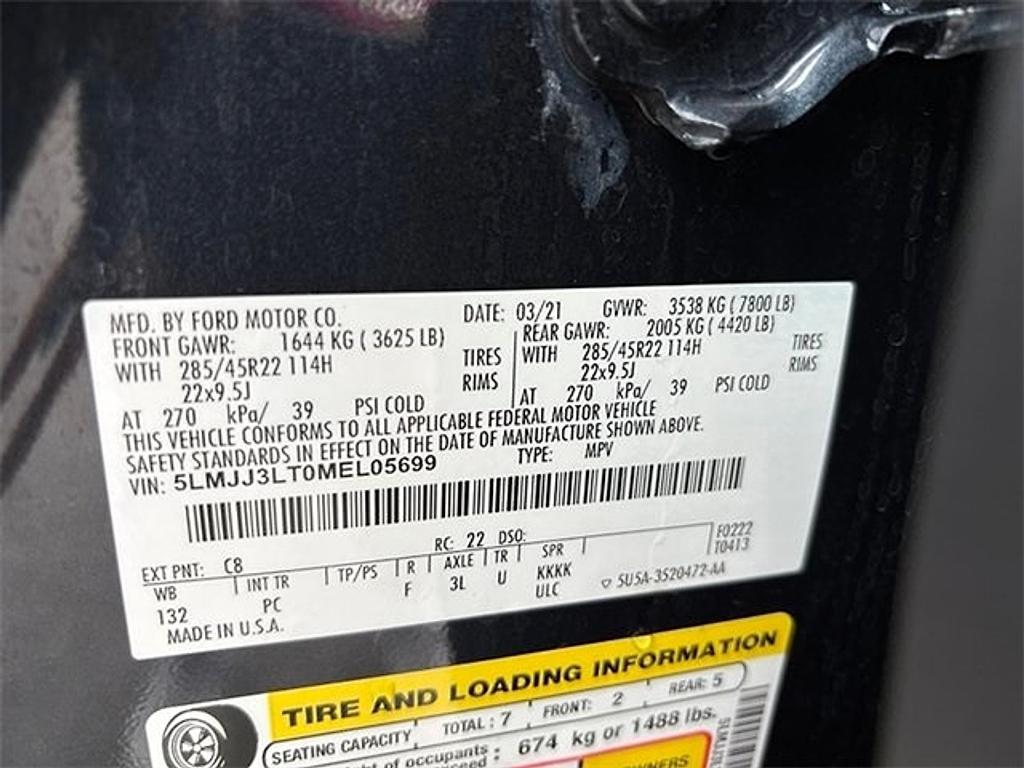 MFD. BY FORD MOTOR CO. DATE: 03/21 GVWR: 3538 KG ( 7800 LB)
FRONT GAWR: 1644 KG ( 3625 LB) REAR GAWR: 2005 KG ( 4420 LB)
WITH 285/45R22 114H TIRES WITH 285/45R22 114H TIRES
22x9.5J RIMS 22x9.5J RIMS
AT 270 kPa/ 39 PSI COLD AT 270 kPa/ 39 PSI COLD
THIS VEHICLE CONFORMS TO ALL APPLICABLE FEDERAL MOTOR VEHICLE
SAFETY STANDARDS IN EFFECT ON THE DATE OF MANUFACTURE SHOWN ABOVE.
VIN: 5LMJJ3LT0MEL05699 TYPE: MPV
EXT PNT: C8 RC: 22 DSO: F0222
WB INT TR TP/PS R AXLE TR SPR T0413
132 PC F 3L U KKKK
ULC 5U5A-3520472-AA
MADE IN U.S.A.
TIRE AND LOADING INFORMATION
SEATING CAPACITY TOTAL : 7 FRONT: 2 REAR: 5
of occupants
674 kg or 1488 lbs.